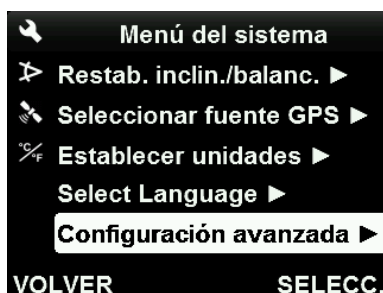 Menú del sistema
Restab. inclin./balanc. ►
Seleccionar fuente GPS ►
°C/°F Establecer unidades ►
Select Language ►
Configuración avanzada ►
VOLVER SELECC.